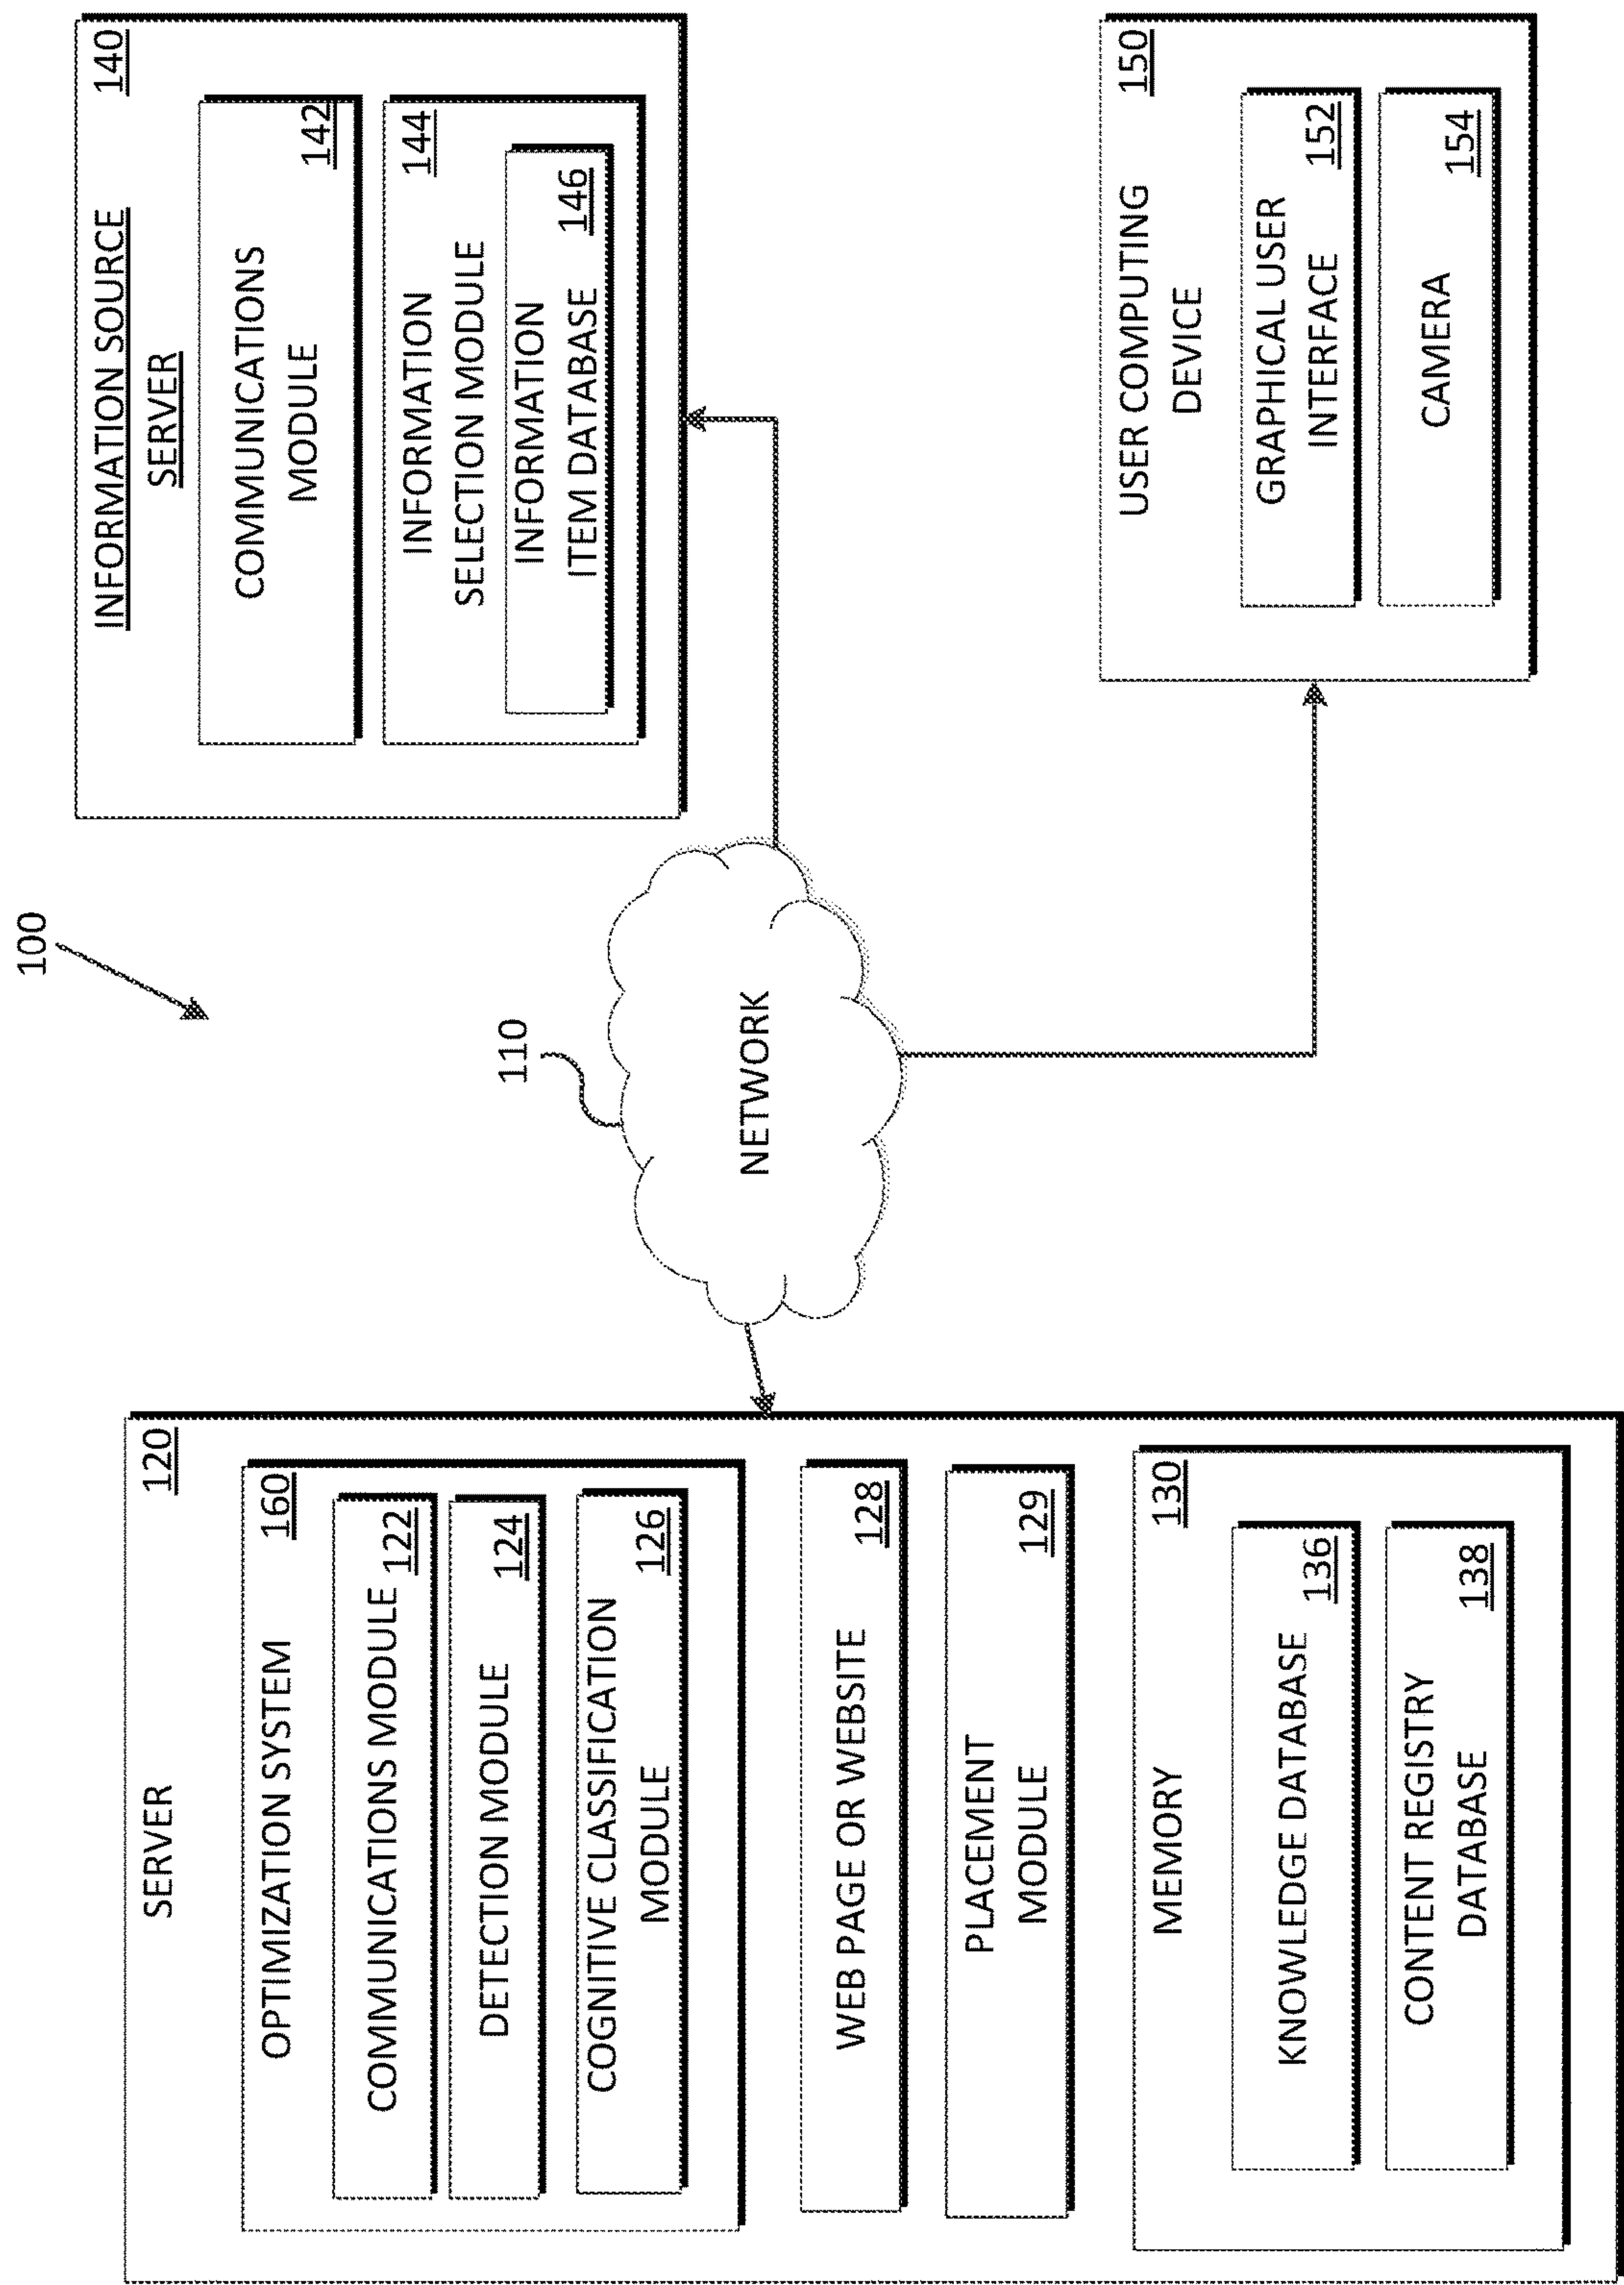 100
SERVER 120
OPTIMIZATION SYSTEM 160
COMMUNICATIONS MODULE 122
DETECTION MODULE 124
COGNITIVE CLASSIFICATION
MODULE 126
WEB PAGE OR WEBSITE 128
PLACEMENT
MODULE 129
MEMORY 130
KNOWLEDGE DATABASE 136
CONTENT REGISTRY
DATABASE 138
110
NETWORK
INFORMATION SOURCE 140
SERVER
COMMUNICATIONS
MODULE 142
INFORMATION
SELECTION MODULE 144
INFORMATION
ITEM DATABASE 146
USER COMPUTING 150
DEVICE
GRAPHICAL USER
INTERFACE 152
CAMERA 154